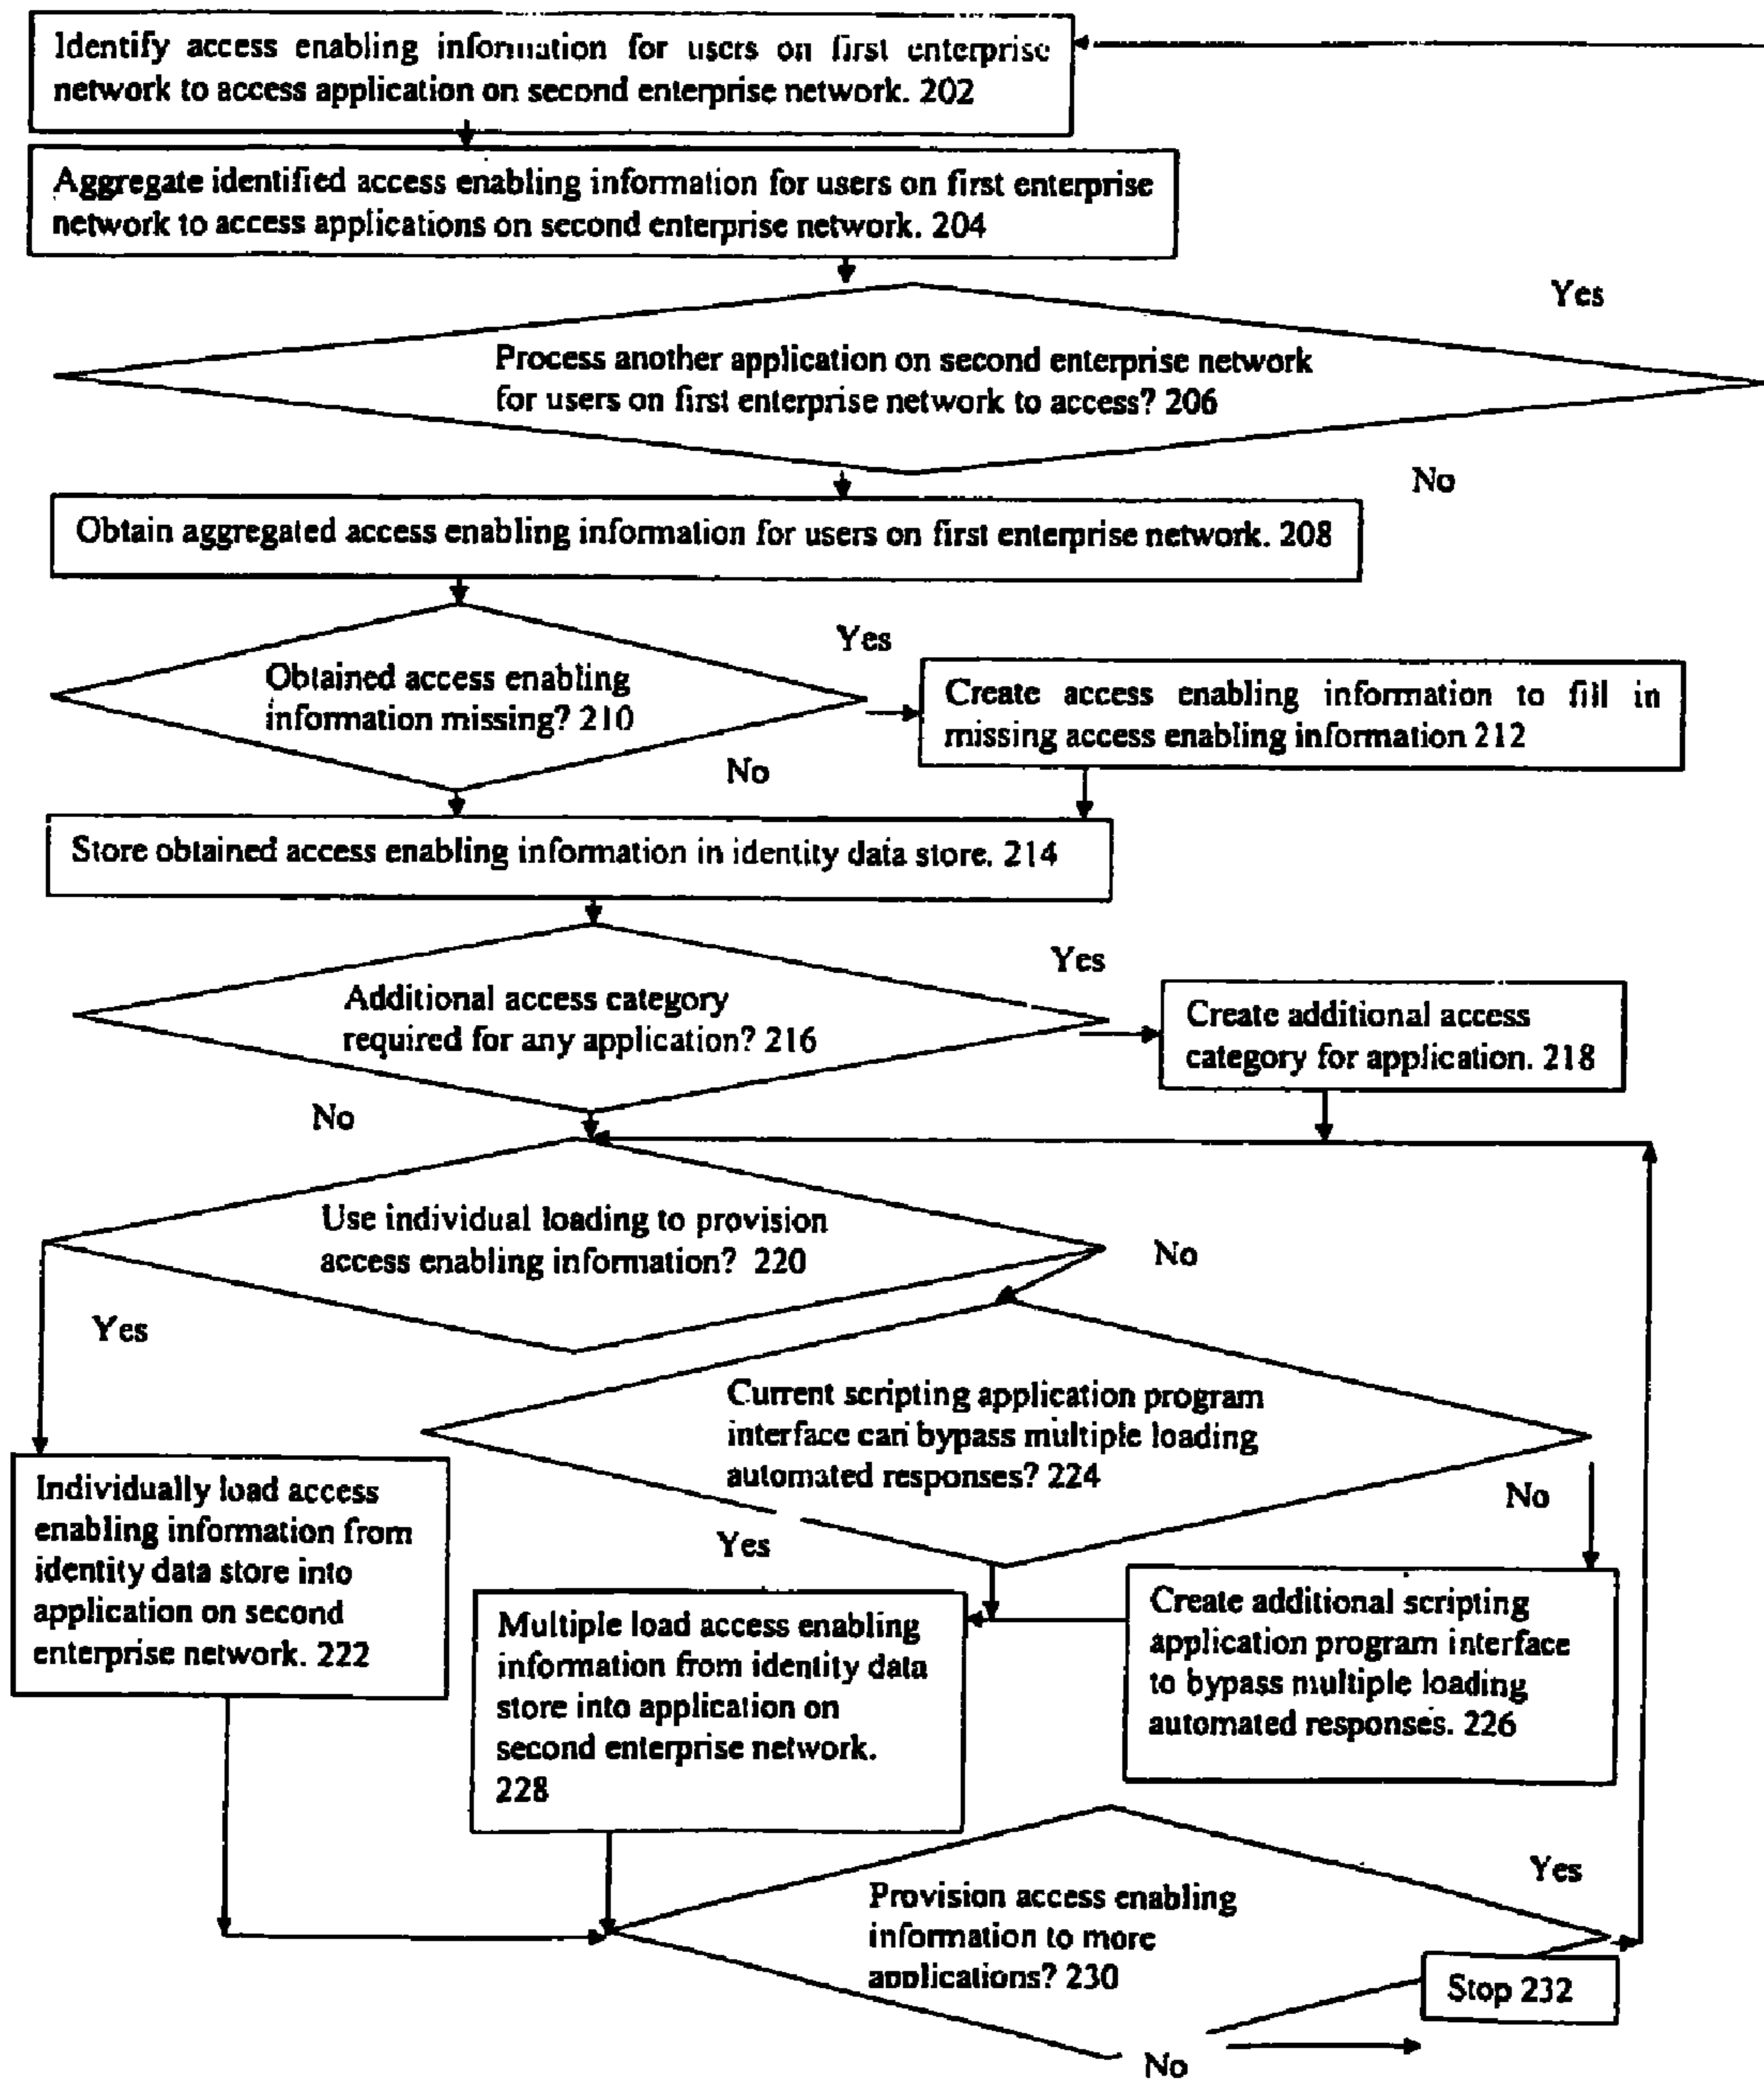 Identify access enabling information for users on first enterprise
network to access application on second enterprise network. 202
Aggregate identified access enabling information for users on first enterprise
network to access applications on second enterprise network. 204
Yes
Process another application on second enterprise network
for users on first enterprise network to access? 206
No
Obtain aggregated access enabling information for users on first enterprise network. 208
Yes
Obtained access enabling
information missing? 210
Create access enabling information to fill in
missing access enabling information 212
No
Store obtained access enabling information in identity data store. 214
Yes
Additional access category
required for any application? 216
Create additional access
category for application. 218
No
Use individual loading to provision
access enabling information? 220
No
Yes
Current scripting application program
interface can bypass multiple loading
automated responses? 224
No
Yes
Individually load access
enabling information from
identity data store into
application on second
enterprise network. 222
Multiple load access enabling
information from identity data
store into application on
second enterprise network.
228
Create additional scripting
application program interface
to bypass multiple loading
automated responses. 226
Yes
Provision access enabling
information to more
applications? 230
Stop 232
No